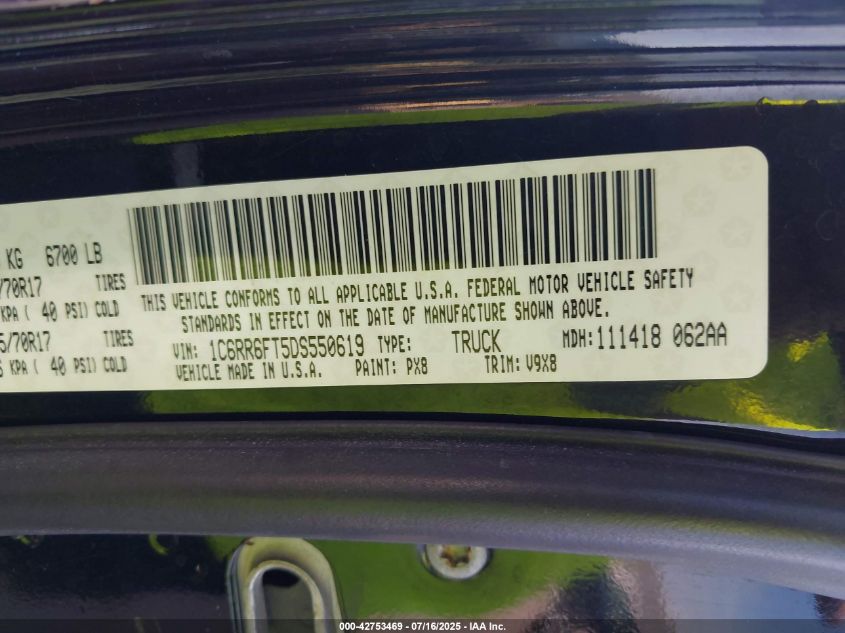 KG 6700 LB
/70R17 TIRES
KPA ( 40 PSI) COLD
5/70R17 TIRES
KPA ( 40 PSI) COLD
THIS VEHICLE CONFORMS TO ALL APPLICABLE U.S.A. FEDERAL MOTOR VEHICLE SAFETY
STANDARDS IN EFFECT ON THE DATE OF MANUFACTURE SHOWN ABOVE.
VIN: 1C6RR6FT5DS550619 TYPE: TRUCK MDH:111418 062AA
VEHICLE MADE IN U.S.A. PAINT: PX8 TRIM: V9X8
000-42753469 - 07/16/2025 - IAA Inc.